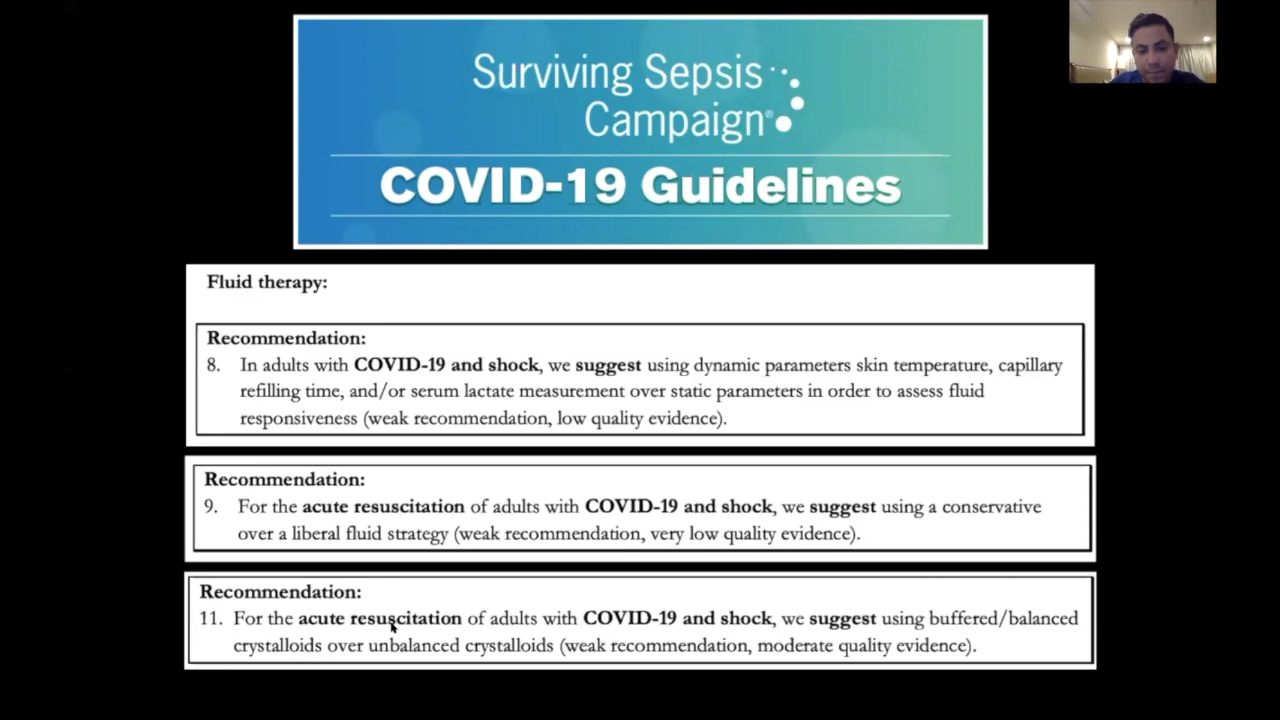 Surviving Sepsis
Campaign®
COVID-19 Guidelines
Fluid therapy:
Recommendation:
8. In adults with COVID-19 and shock, we suggest using dynamic parameters skin temperature, capillary
refilling time, and/or serum lactate measurement over static parameters in order to assess fluid
responsiveness (weak recommendation, low quality evidence).
Recommendation:
9. For the acute resuscitation of adults with COVID-19 and shock, we suggest using a conservative
over a liberal fluid strategy (weak recommendation, very low quality evidence).
Recommendation:
11. For the acute resuscitation of adults with COVID-19 and shock, we suggest using buffered/balanced
crystalloids over unbalanced crystalloids (weak recommendation, moderate quality evidence).